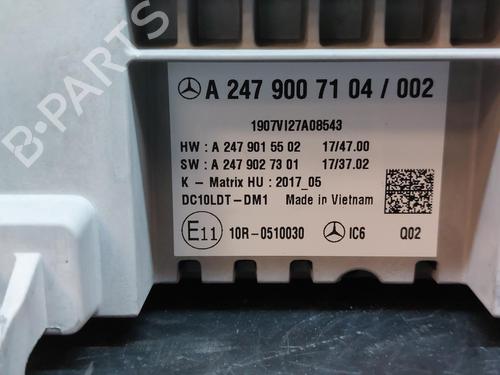 A 247 900 71 04 / 002
1907VI27A08543
HW : A 247 901 55 02 17/47.00
SW : A 247 902 73 01 17/37.02
K - Matrix HU : 2017_05
DC10LDT-DM1 Made in Vietnam
E11 10R-0510030 IC6 Q02
B-PARTS